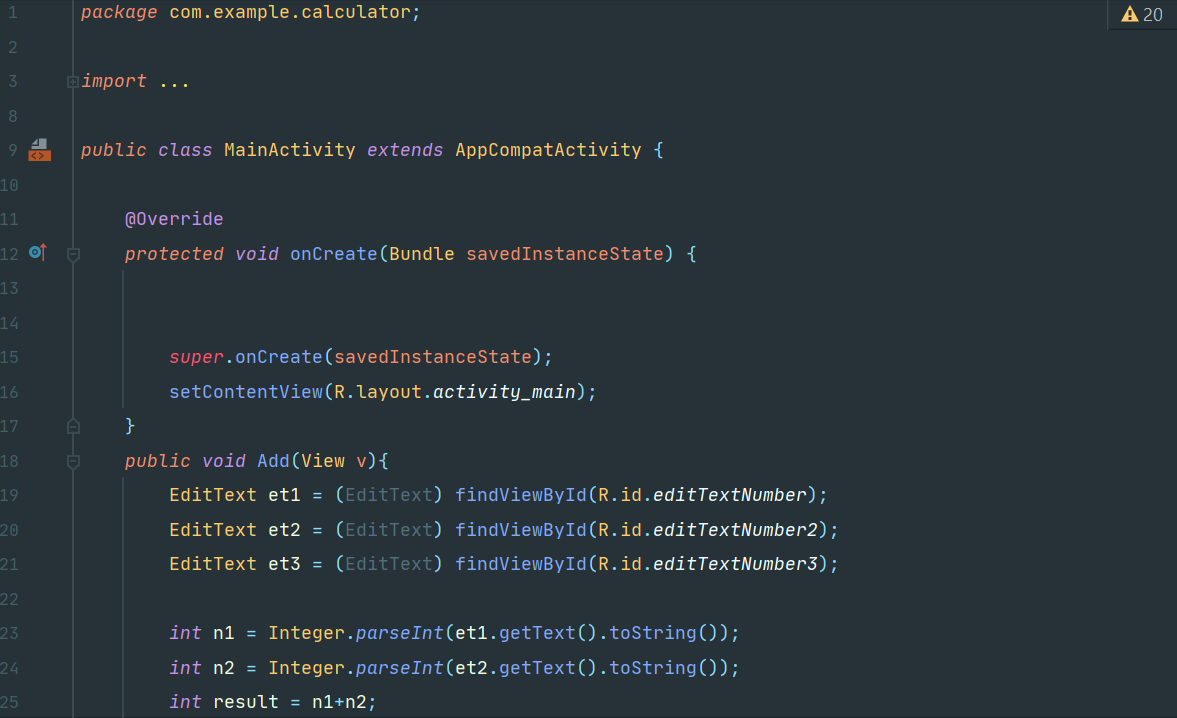 20
1 package com.example.calculator;
2
3 import ...
8
9 public class MainActivity extends AppCompatActivity {
10
11 @Override
12 protected void onCreate(Bundle savedInstanceState) {
13
14
15 super.onCreate(savedInstanceState);
16 setContentView(R.layout.activity_main);
17 }
18 public void Add(View v){
19 EditText et1 = (EditText) findViewById(R.id.editTextNumber);
20 EditText et2 = (EditText) findViewById(R.id.editTextNumber2);
21 EditText et3 = (EditText) findViewById(R.id.editTextNumber3);
22
23 int n1 = Integer.parseInt(et1.getText().toString());
24 int n2 = Integer.parseInt(et2.getText().toString());
25 int result = n1+n2;